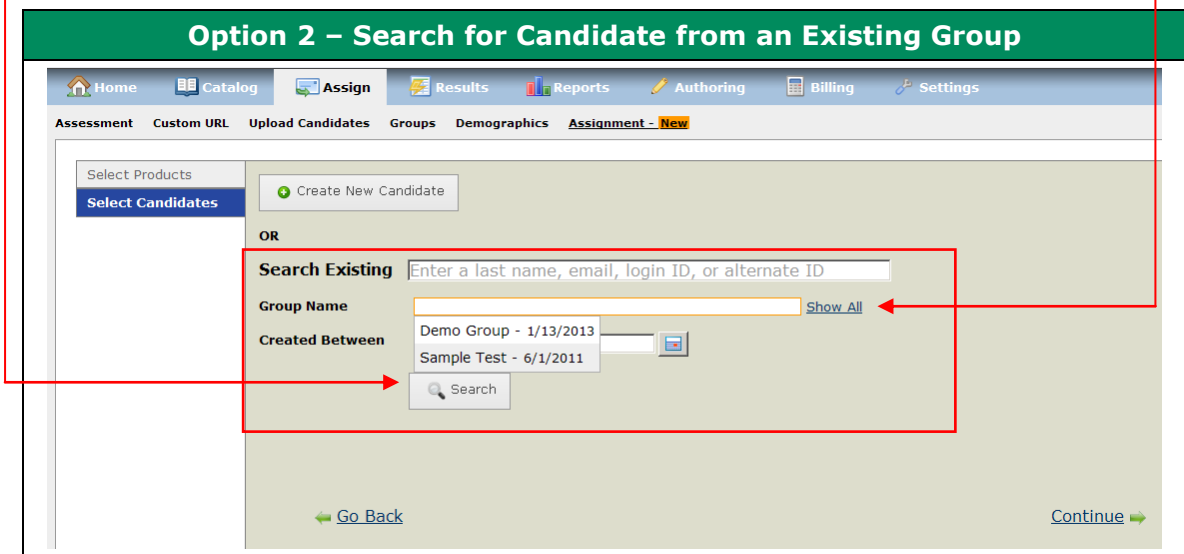 Option 2 – Search for Candidate from an Existing Group
Home Catalog Assign Results Reports Authoring Billing Settings
Assessment Custom URL Upload Candidates Groups Demographics Assignment - New
Select Products
Select Candidates
Create New Candidate
OR
Search Existing Enter a last name, email, login ID, or alternate ID
Group Name Show All
Demo Group - 1/13/2013
Created Between
Sample Test - 6/1/2011
Search
Go Back Continue